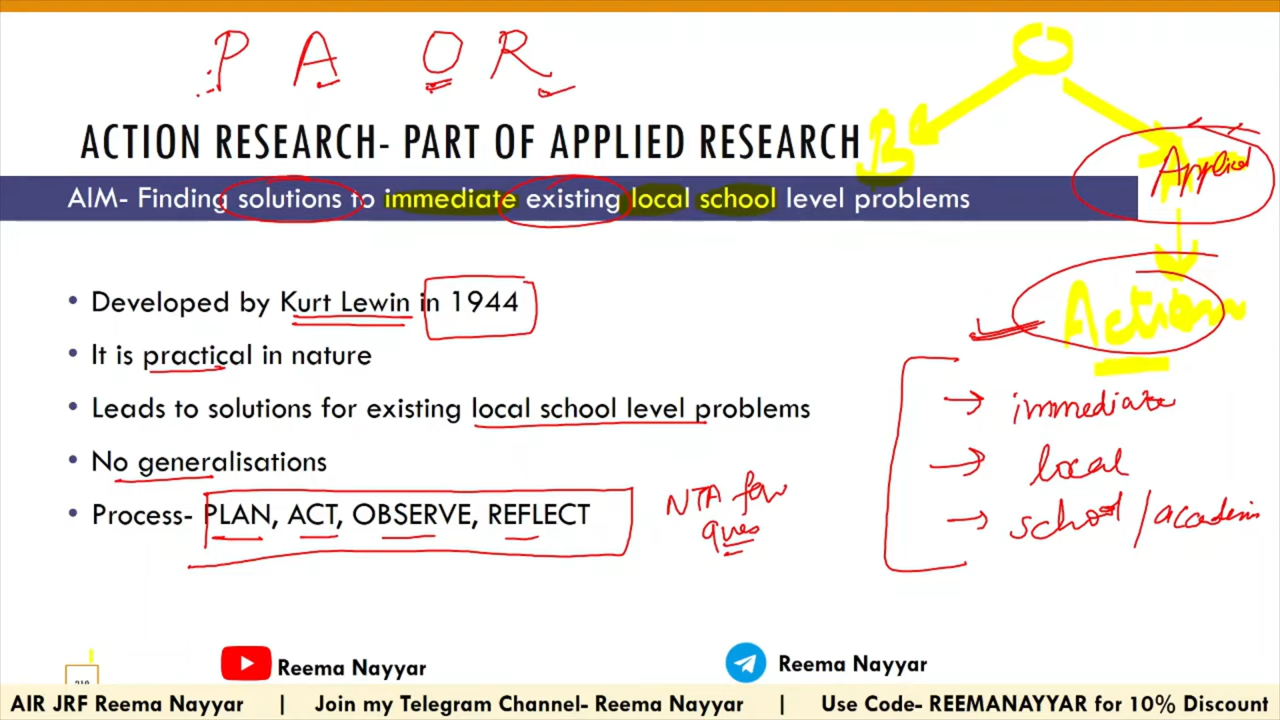 P A O R
ACTION RESEARCH- PART OF APPLIED RESEARCH
B
Applied
AIM- Finding solutions to immediate existing local school level problems
Action
• Developed by Kurt Lewin in 1944
• It is practical in nature
• Leads to solutions for existing local school level problems
• No generalisations
• Process- PLAN, ACT, OBSERVE, REFLECT
→ immediate
→ local
→ school/academi
NTA fav
ques
Reema Nayyar
Reema Nayyar
AIR JRF Reema Nayyar | Join my Telegram Channel- Reema Nayyar | Use Code- REEMANAYYAR for 10% Discount